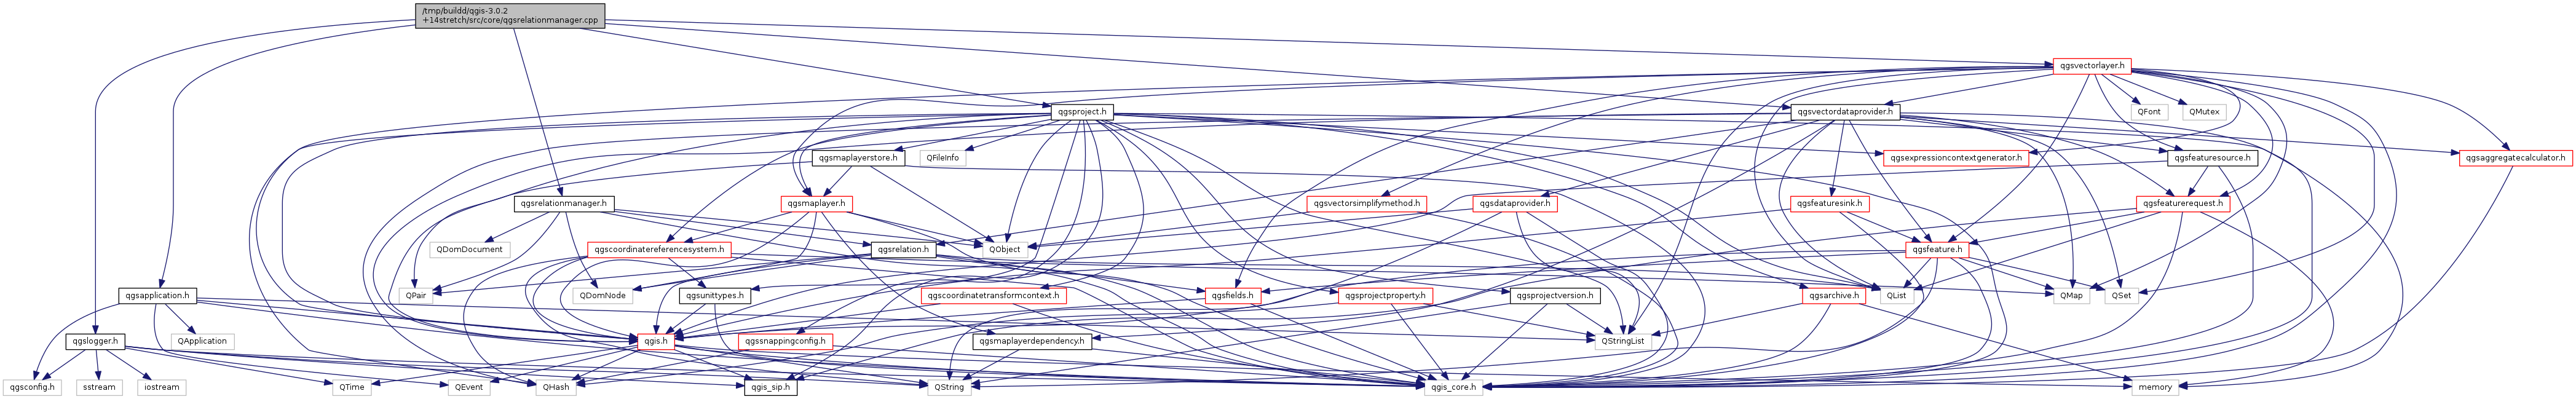 /tmp/buildd/qgis-3.0.2
+14stretch/src/core/qgsrelationmanager.cpp
qgsvectorlayer.h
qgsproject.h
qgsvectordataprovider.h
QFont
QMutex
qgsmaplayerstore.h
QFileInfo
qgsexpressioncontextgenerator.h
qgsfeaturesource.h
qgsaggregatecalculator.h
qgsrelationmanager.h
qgsmaplayer.h
qgsvectorsimplifymethod.h
qgsdataprovider.h
qgsfeaturesink.h
qgsfeaturerequest.h
QDomDocument
qgscoordinatereferencesystem.h
qgsrelation.h
QObject
qgsfeature.h
qgsapplication.h
QPair
QDomNode
qgsunittypes.h
qgscoordinatetransformcontext.h
qgsfields.h
qgsprojectproperty.h
qgsprojectversion.h
qgsarchive.h
QList
QMap
QSet
qgslogger.h
QApplication
qgis.h
qgssnappingconfig.h
qgsmaplayerdependency.h
QStringList
qgsconfig.h
sstream
iostream
QTime
QEvent
QHash
qgis_sip.h
QString
qgis_core.h
memory